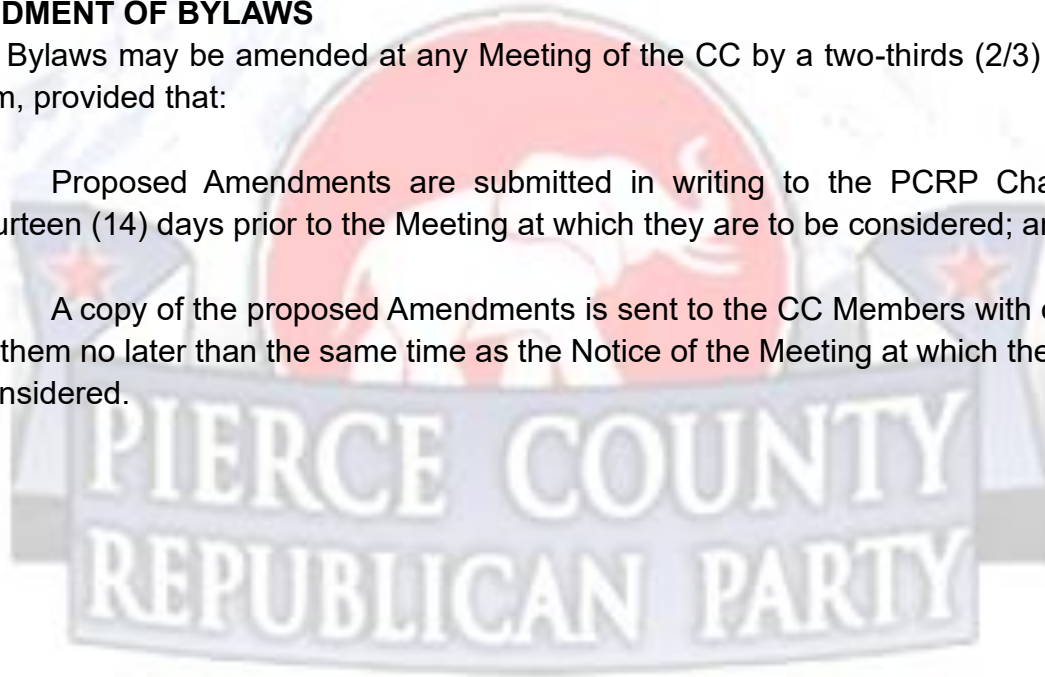 DMENT OF BYLAWS
Bylaws may be amended at any Meeting of the CC by a two-thirds (2/3)
m, provided that:
Proposed Amendments are submitted in writing to the PCRP Cha
urteen (14) days prior to the Meeting at which they are to be considered; an
A copy of the proposed Amendments is sent to the CC Members with
them no later than the same time as the Notice of the Meeting at which the
nsidered.
PIERCE COUNTY
REPUBLICAN PARTY